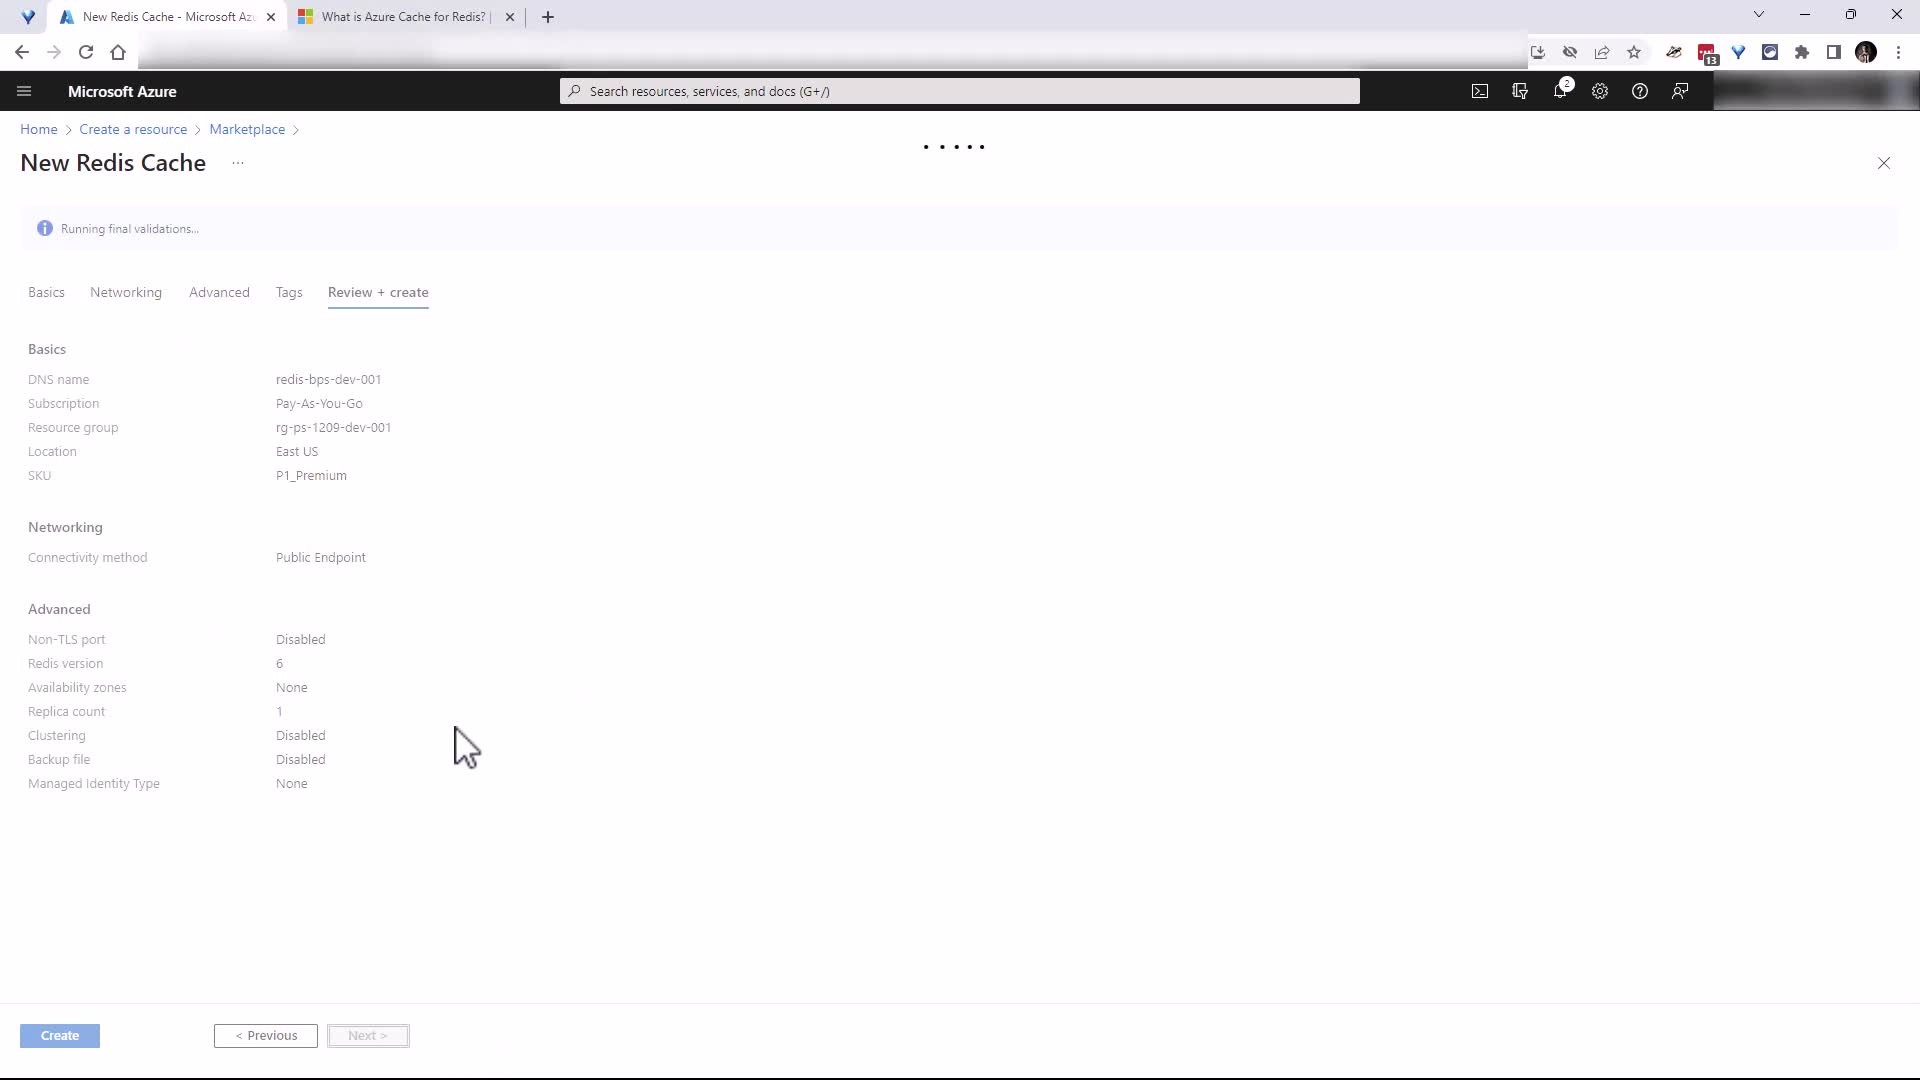 New Redis Cache - Microsoft Azu
What is Azure Cache for Redis? |
13
Microsoft Azure
Search resources, services, and docs (G+/)
2
Home > Create a resource > Marketplace >
New Redis Cache ...
Running final validations...
Basics Networking Advanced Tags Review + create
Basics
DNS name redis-bps-dev-001
Subscription Pay-As-You-Go
Resource group rg-ps-1209-dev-001
Location East US
SKU P1_Premium
Networking
Connectivity method Public Endpoint
Advanced
Non-TLS port Disabled
Redis version 6
Availability zones None
Replica count 1
Clustering Disabled
Backup file Disabled
Managed Identity Type None
Create < Previous Next >